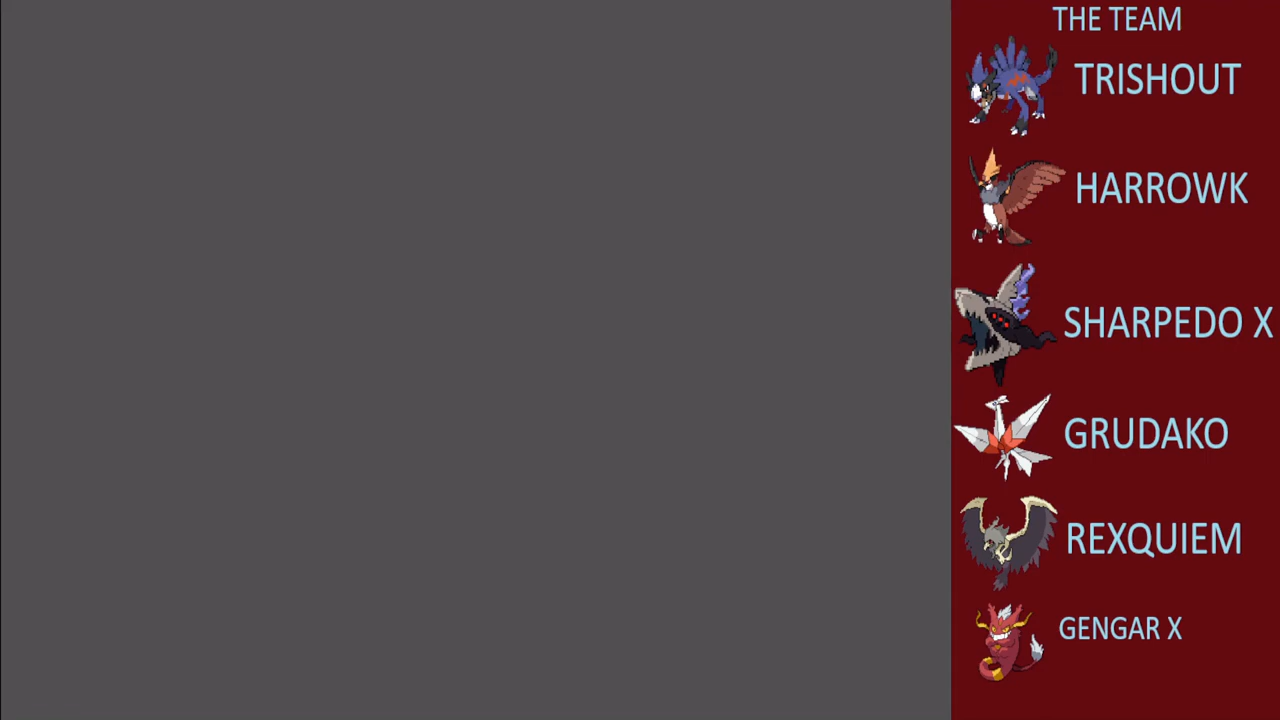 THE TEAM
TRISHOUT
HARROWK
SHARPEDO X
GRUDAKO
REXQUIEM
GENGAR X